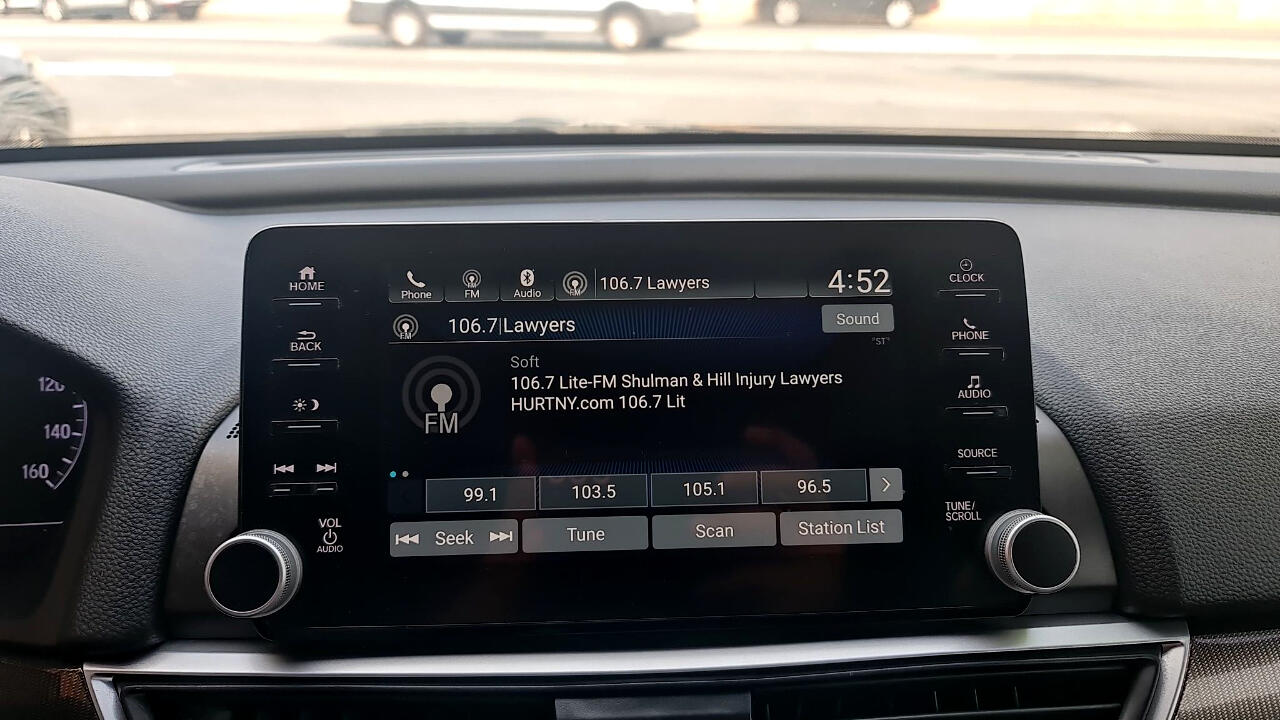 HOME
BACK
VOL
AUDIO
120
140
160
Phone
FM
Audio
FM
106.7 Lawyers
4:52
FM
106.7|Lawyers
Sound
"ST"
FM
Soft
106.7 Lite-FM Shulman & Hill Injury Lawyers
HURTNY.com 106.7 Lit
99.1
103.5
105.1
96.5
Seek
Tune
Scan
Station List
CLOCK
PHONE
AUDIO
SOURCE
TUNE/
SCROLL